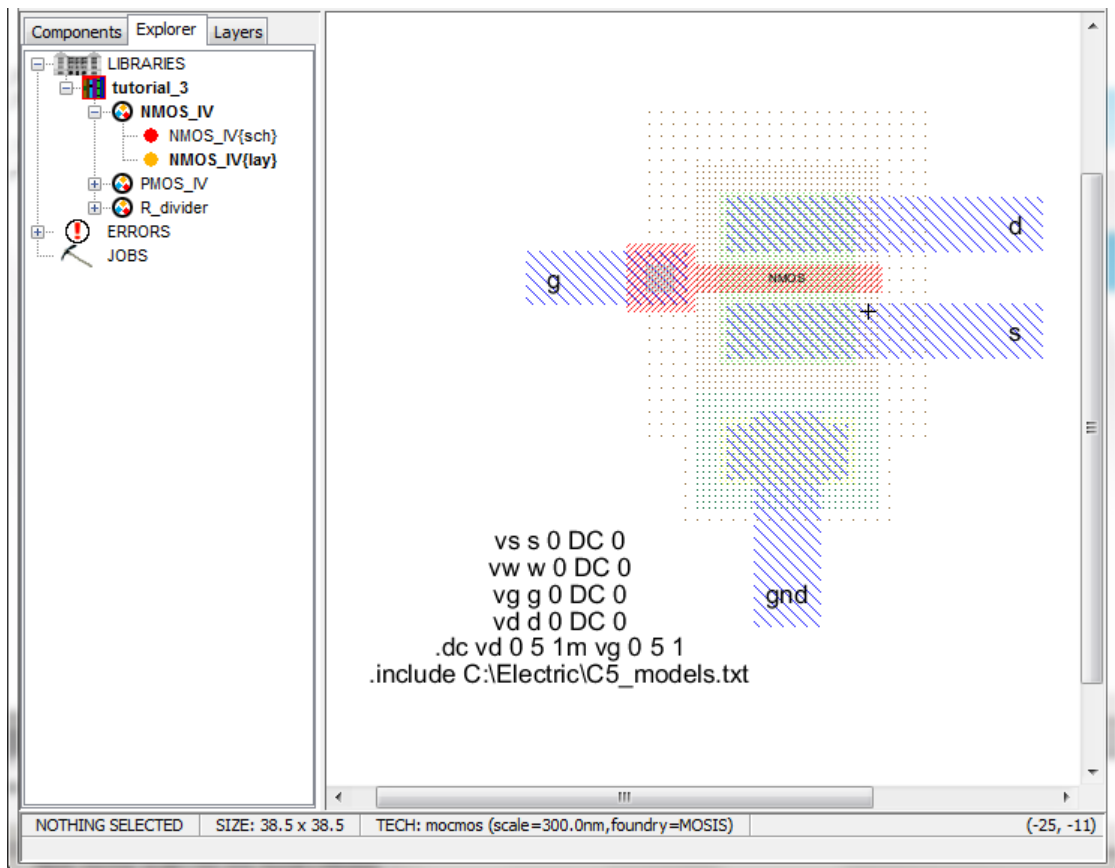 Components Explorer Layers
LIBRARIES
tutorial_3
NMOS_IV
NMOS_IV{sch}
NMOS_IV{lay}
PMOS_IV
R_divider
ERRORS
JOBS
d
g
NMOS
s
vs s 0 DC 0
vw w 0 DC 0
vg g 0 DC 0
gnd
vd d 0 DC 0
.dc vd 0 5 1m vg 0 5 1
.include C:\Electric\C5_models.txt
NOTHING SELECTED SIZE: 38.5 x 38.5 TECH: mocmos (scale=300.0nm,foundry=MOSIS) (-25, -11)